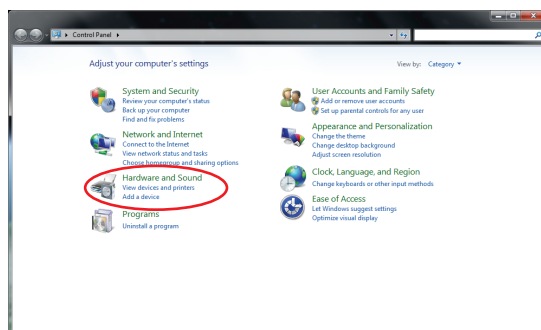 Control Panel
Adjust your computer's settings
View by: Category
System and Security
Review your computer's status
Back up your computer
Find and fix problems
Network and Internet
Connect to the Internet
View network status and tasks
Choose homegroup and sharing options
Hardware and Sound
View devices and printers
Add a device
Programs
Uninstall a program
User Accounts and Family Safety
Add or remove user accounts
Set up parental controls for any user
Appearance and Personalization
Change the theme
Change desktop background
Adjust screen resolution
Clock, Language, and Region
Change keyboards or other input methods
Ease of Access
Let Windows suggest settings
Optimize visual display